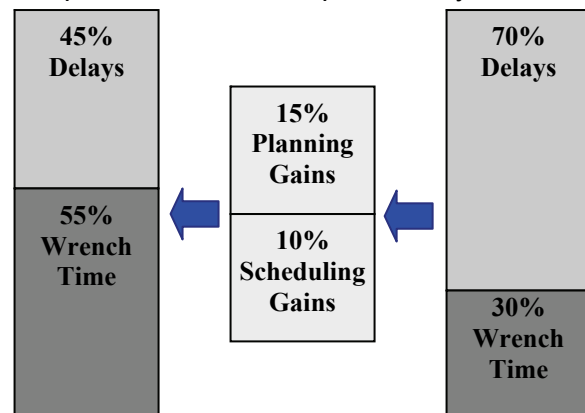 45%
Delays
55%
Wrench
Time
15%
Planning
Gains
10%
Scheduling
Gains
70%
Delays
30%
Wrench
Time